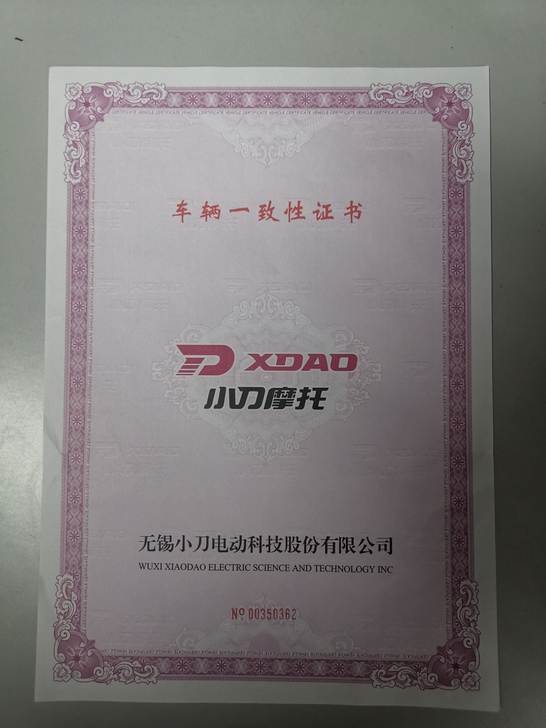 车辆一致性证书
XDAO
小刀摩托
无锡小刀电动科技股份有限公司
WUXI XIAODAO ELECTRIC SCIENCE AND TECHNOLOGY INC
№ 00350362